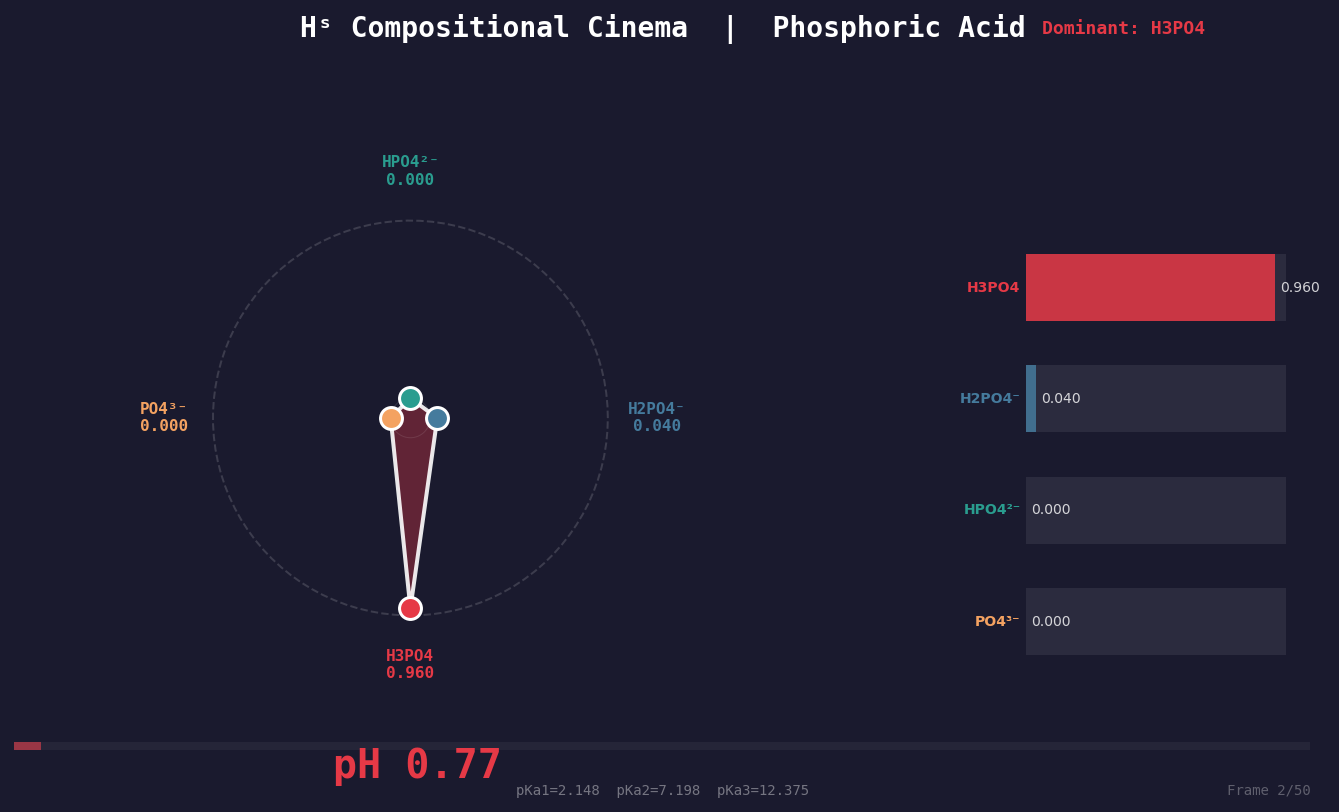 Hˢ Compositional Cinema | Phosphoric Acid Dominant: H3PO4
HPO4²⁻
0.000
PO4³⁻
0.000
H2PO4⁻
0.040
H3PO4
0.960
H3PO4 0.960
H2PO4⁻ 0.040
HPO4²⁻ 0.000
PO4³⁻ 0.000
pH 0.77
pKa1=2.148 pKa2=7.198 pKa3=12.375
Frame 2/50